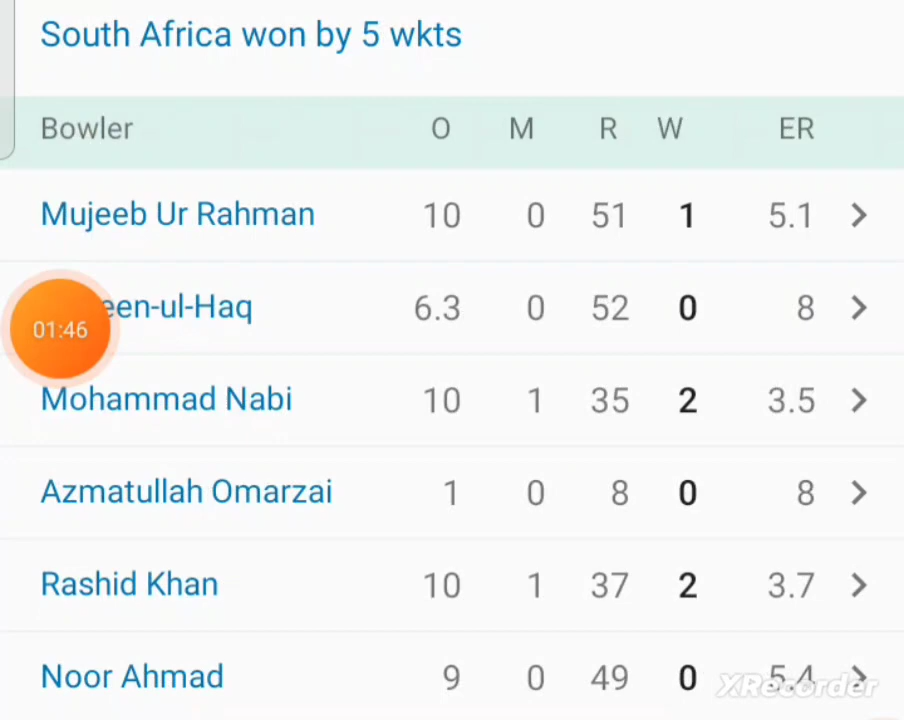 South Africa won by 5 wkts
Bowler O M R W ER
Mujeeb Ur Rahman 10 0 51 1 5.1
een-ul-Haq 6.3 0 52 0 8
01:46
Mohammad Nabi 10 1 35 2 3.5
Azmatullah Omarzai 1 0 8 0 8
Rashid Khan 10 1 37 2 3.7
Noor Ahmad 9 0 49 0 5.4
XRecorder